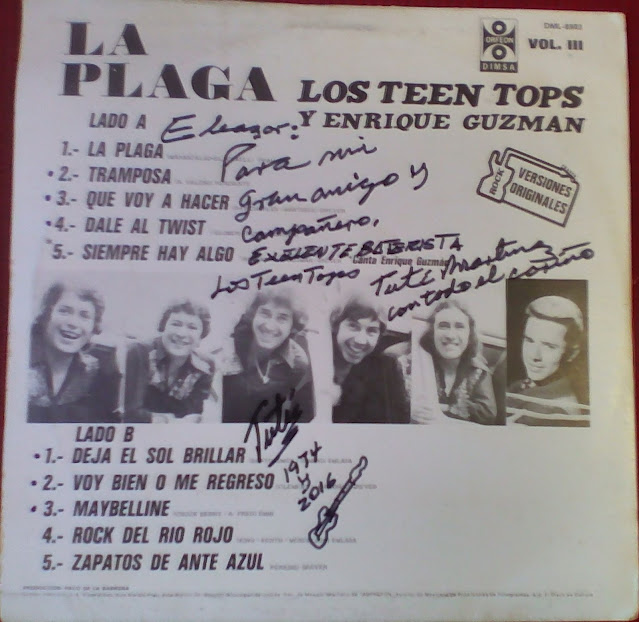 LA
PLAGA
DML-8983
ORFEON
DIMSA
VOL. III
LOS TEEN TOPS
Y ENRIQUE GUZMAN
LADO A
Eleazar:
1.- LA PLAGA
Para mi
• 2.- TRAMPOSA
Gran amigo y
• 3.- QUE VOY A HACER
Compañero,
• 4.- DALE AL TWIST
EXELENTE BATERISTA
5.- SIEMPRE HAY ALGO
Canta Enrique Guzmán
Los Teen Tops
Tuti Martinez
con todo el cariño
ROCK
VERSIONES
ORIGINALES
LADO B
Tuti
• 1.- DEJA EL SOL BRILLAR
• 2.- VOY BIEN O ME REGRESO
1974
y
2016
• 3.- MAYBELLINE
4.- ROCK DEL RIO ROJO
5.- ZAPATOS DE ANTE AZUL